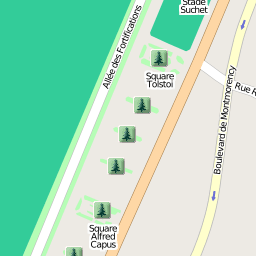 Stade
Suchet
Allée des Fortifications
Square
Tolstoï
Boulevard de Montmorency
Rue R
Square
Alfred
Capus